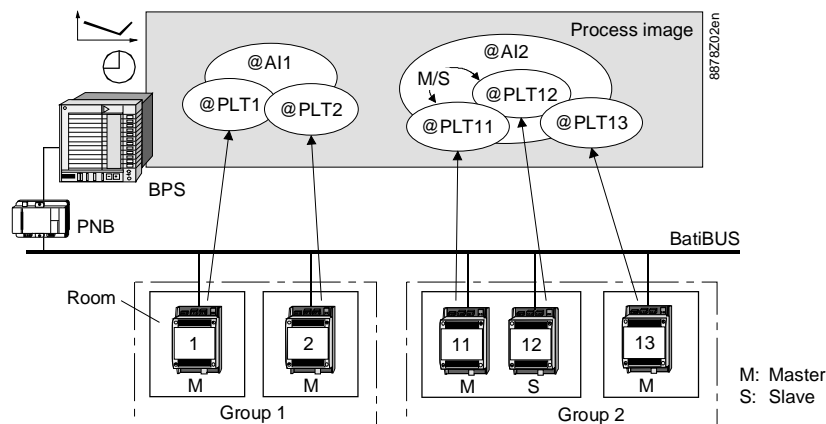 Process image
8878Z02en
@AI1
@PLT1
@PLT2
@AI2
M/S
@PLT12
@PLT11
@PLT13
BPS
PNB
BatiBUS
Room
1
2
11
12
13
M
M
M
S
M
Group 1
Group 2
M: Master
S: Slave